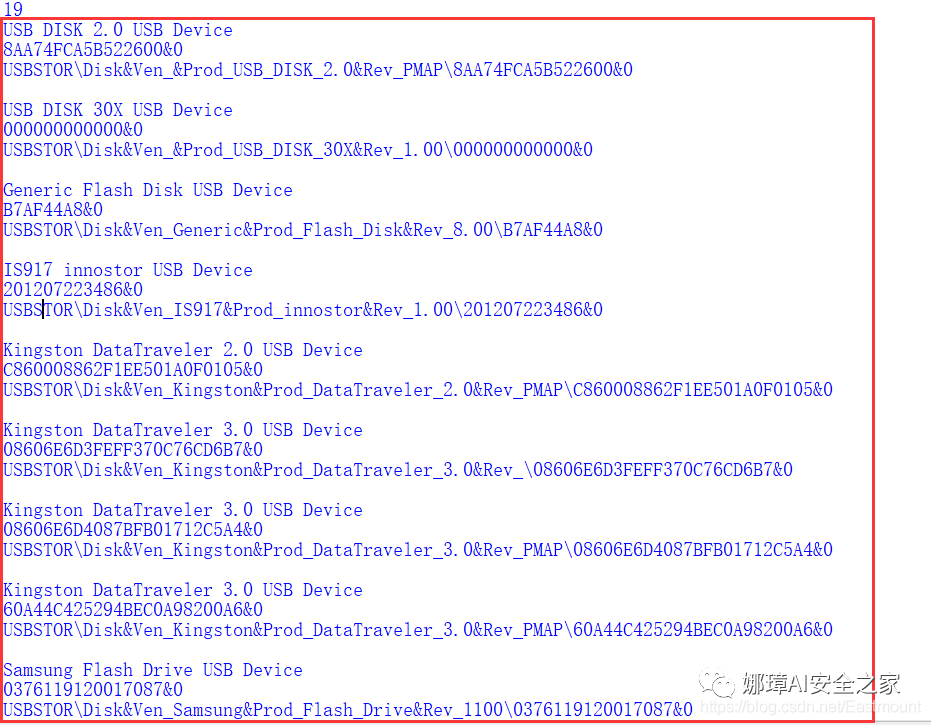 19
USB DISK 2.0 USB Device
8AA74FCA5B522600&0
USBSTOR\Disk&Ven_&Prod_USB_DISK_2.0&Rev_PMAP\8AA74FCA5B522600&0
USB DISK 30X USB Device
000000000000&0
USBSTOR\Disk&Ven_&Prod_USB_DISK_30X&Rev_1.00\000000000000&0
Generic Flash Disk USB Device
B7AF44A8&0
USBSTOR\Disk&Ven_Generic&Prod_Flash_Disk&Rev_8.00\B7AF44A8&0
IS917 innostor USB Device
201207223486&0
USBSTOR\Disk&Ven_IS917&Prod_innostor&Rev_1.00\201207223486&0
Kingston DataTraveler 2.0 USB Device
C860008862F1EE501A0F0105&0
USBSTOR\Disk&Ven_Kingston&Prod_DataTraveler_2.0&Rev_PMAP\C860008862F1EE501A0F0105&0
Kingston DataTraveler 3.0 USB Device
08606E6D3FEFF370C76CD6B7&0
USBSTOR\Disk&Ven_Kingston&Prod_DataTraveler_3.0&Rev_\08606E6D3FEFF370C76CD6B7&0
Kingston DataTraveler 3.0 USB Device
08606E6D4087BFB01712C5A4&0
USBSTOR\Disk&Ven_Kingston&Prod_DataTraveler_3.0&Rev_PMAP\08606E6D4087BFB01712C5A4&0
Kingston DataTraveler 3.0 USB Device
60A44C425294BEC0A98200A6&0
USBSTOR\Disk&Ven_Kingston&Prod_DataTraveler_3.0&Rev_PMAP\60A44C425294BEC0A98200A6&0
Samsung Flash Drive USB Device
0376119120017087&0
USBSTOR\Disk&Ven_Samsung&Prod_Flash_Drive&Rev_1100\0376119120017087&0
娜璋AI安全之家
https://blog.csdn.net/Eastmount